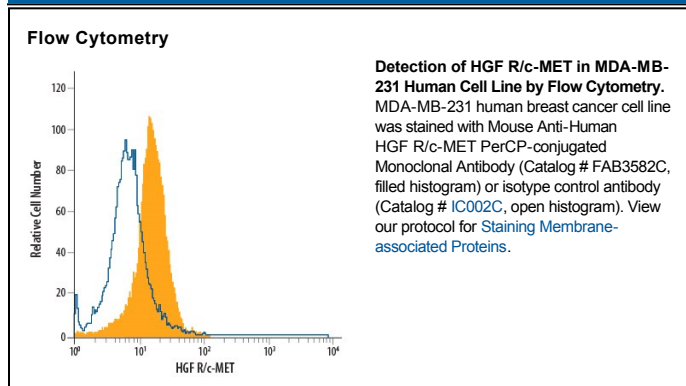 Flow Cytometry
Detection of HGF R/c-MET in MDA-MB-
231 Human Cell Line by Flow Cytometry.
MDA-MB-231 human breast cancer cell line
was stained with Mouse Anti-Human
HGF R/c-MET PerCP-conjugated
Monoclonal Antibody (Catalog # FAB3582C,
filled histogram) or isotype control antibody
(Catalog # IC002C, open histogram). View
our protocol for Staining Membrane-
associated Proteins.
Relative Cell Number
120
100
80
60
40
20
0
10⁰ 10¹ 10² 10³ 10⁴
HGF R/c-MET